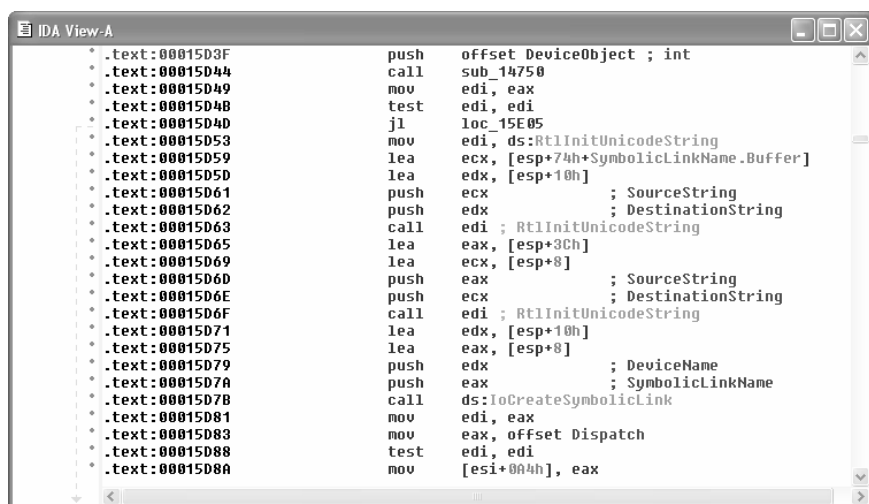 IDA View-A
.text:00015D3F push offset DeviceObject ; int
.text:00015D44 call sub_14750
.text:00015D49 mov edi, eax
.text:00015D4B test edi, edi
.text:00015D4D jl loc_15E05
.text:00015D53 mov edi, ds:RtlInitUnicodeString
.text:00015D59 lea ecx, [esp+74h+SymbolicLinkName.Buffer]
.text:00015D5D lea edx, [esp+10h]
.text:00015D61 push ecx ; SourceString
.text:00015D62 push edx ; DestinationString
.text:00015D63 call edi ; RtlInitUnicodeString
.text:00015D65 lea eax, [esp+3Ch]
.text:00015D69 lea ecx, [esp+8]
.text:00015D6D push eax ; SourceString
.text:00015D6E push ecx ; DestinationString
.text:00015D6F call edi ; RtlInitUnicodeString
.text:00015D71 lea edx, [esp+10h]
.text:00015D75 lea eax, [esp+8]
.text:00015D79 push edx ; DeviceName
.text:00015D7A push eax ; SymbolicLinkName
.text:00015D7B call ds:IoCreateSymbolicLink
.text:00015D81 mov edi, eax
.text:00015D83 mov eax, offset Dispatch
.text:00015D88 test edi, edi
.text:00015D8A mov [esi+0A4h], eax